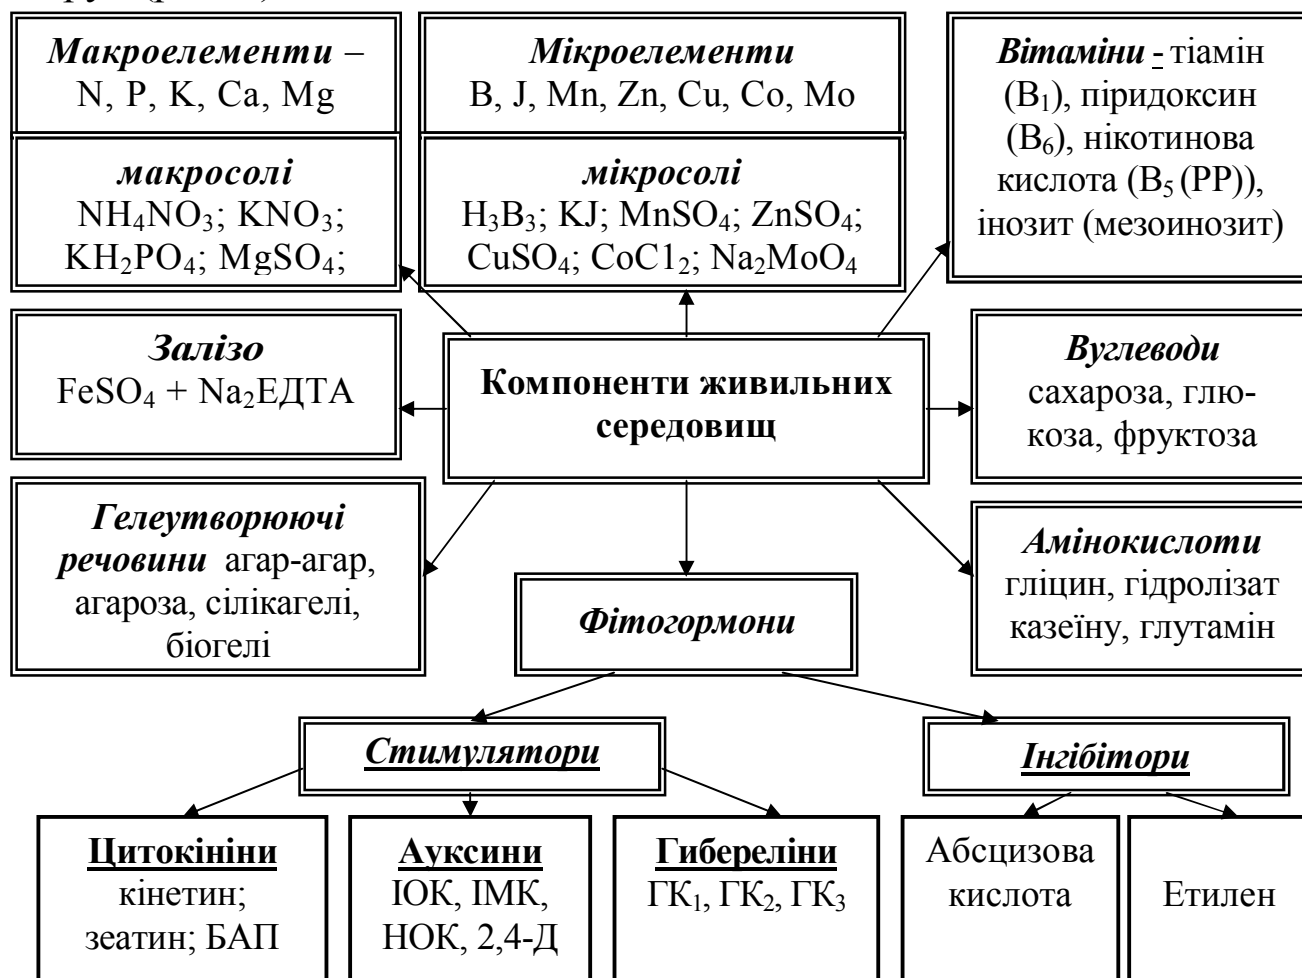 Макроелементи –
N, P, K, Ca, Mg
макросолі
NH₄NO₃; KNO₃;
KH₂PO₄; MgSO₄;
Мікроелементи
B, J, Mn, Zn, Cu, Co, Mo
мікросолі
H₃B₃; KJ; MnSO₄; ZnSO₄;
CuSO₄; CoC1₂; Na₂MoO₄
Вітаміни - тіамін
(B₁), піридоксин
(B₆), нікотинова
кислота (B₅ (PP)),
інозит (мезоинозит)
Залізо
FeSO₄ + Na₂ЕДТА
Компоненти живильних
середовищ
Вуглеводи
сахароза, глю-
коза, фруктоза
Гелеутворюючі
речовини агар-агар,
агароза, сілікагелі,
біогелі
Фітогормони
Амінокислоти
гліцин, гідролізат
казеїну, глутамін
Стимулятори
Інгібітори
Цитокініни
кінетин;
зеатин; БАП
Ауксини
ІОК, ІМК,
НОК, 2,4-Д
Гибереліни
ГК₁, ГК₂, ГК₃
Абсцизова
кислота
Етилен